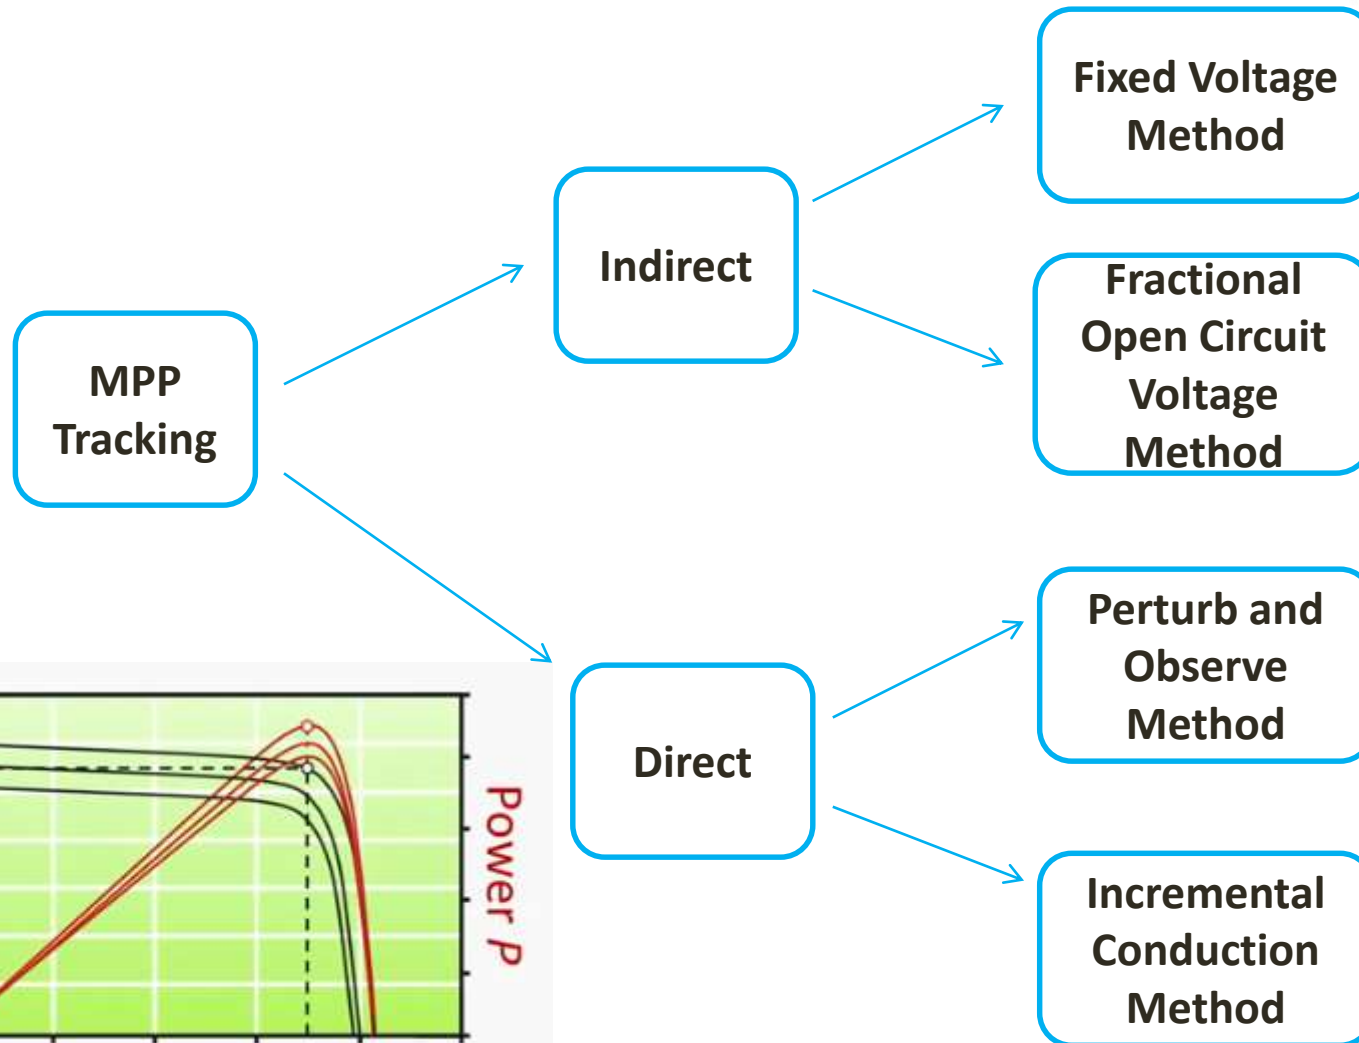 Fixed Voltage
Method
Indirect
Fractional
Open Circuit
Voltage
Method
MPP
Tracking
Perturb and
Observe
Method
Direct
Power P
Incremental
Conduction
Method